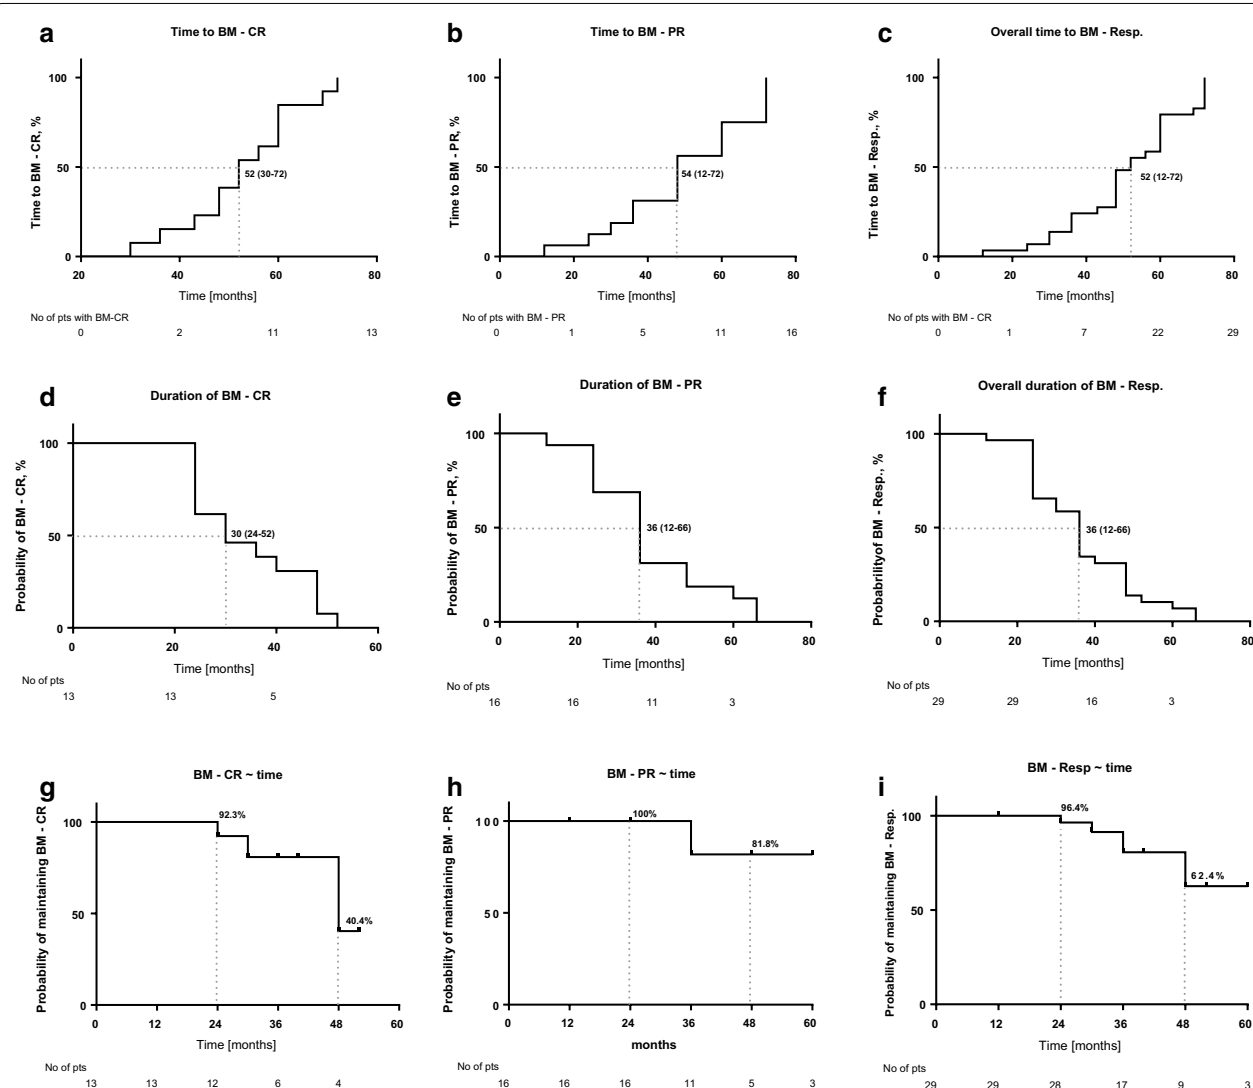 a
Time to BM - CR
Time to BM - CR, %
100
50
0
52 (30-72)
20 40 60 80
Time [months]
No of pts with BM-CR
0 2 11 13
b
Time to BM - PR
Time to BM - PR, %
100
50
0
54 (12-72)
0 20 40 60 80
Time [months]
No of pts with BM - PR
0 1 5 11 16
c
Overall time to BM - Resp.
Time to BM - Resp., %
100
50
0
52 (12-72)
0 20 40 60 80
Time [months]
No of pts with BM - CR
0 1 7 22 29
d
Duration of BM - CR
Probability of BM - CR, %
100
50
0
30 (24-52)
0 20 40 60
Time [months]
No of pts
13 13 5
e
Duration of BM - PR
Probability of BM - PR, %
100
50
0
36 (12-66)
0 20 40 60 80
Time [months]
No of pts
16 16 11 3
f
Overall duration of BM - Resp.
Probabrilityof BM - Resp., %
100
50
0
36 (12-66)
0 20 40 60 80
Time [months]
No of pts
29 29 16 3
g
BM - CR ~ time
Probability of maintaining BM - CR
100
50
0
92.3%
40.4%
0 12 24 36 48 60
Time [months]
No of pts
13 13 12 6 4
h
BM - PR ~ time
Probability of maintaining BM - PR
100
50
0
100%
81.8%
0 12 24 36 48 60
months
No of pts
16 16 16 11 5 3
i
BM - Resp ~ time
Probability of maintaining BM - Resp.
100
50
0
96.4%
62.4%
0 12 24 36 48 60
Time [months]
No of pts
29 29 28 17 9 3